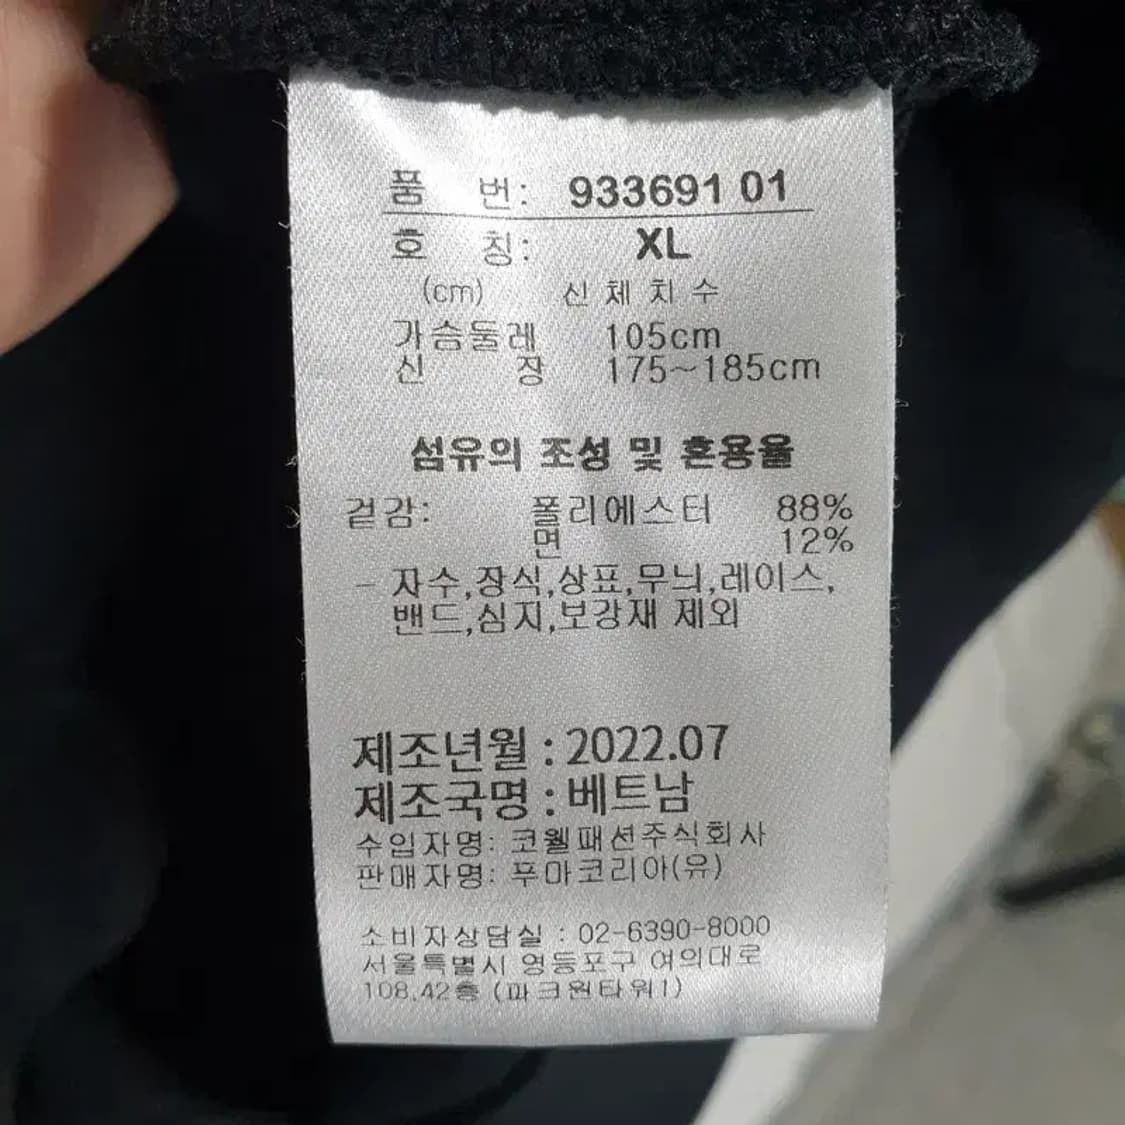 품 번: 933691 01
호 칭: XL
(cm) 신 체 치 수
가슴둘레 105cm
신 장 175~185cm
섬유의 조성 및 혼용율
겉감: 폴리에스터 88%
면 12%
- 자수,장식,상표,무늬,레이스,
밴드,심지,보강재 제외
제조년월 : 2022.07
제조국명 : 베트남
수입자명: 코웰패션주식회사
판매자명: 푸마코리아(유)
소비자상담실 : 02-6390-8000
서울특별시 영등포구 여의대로
108,42층 (파크원타워1)